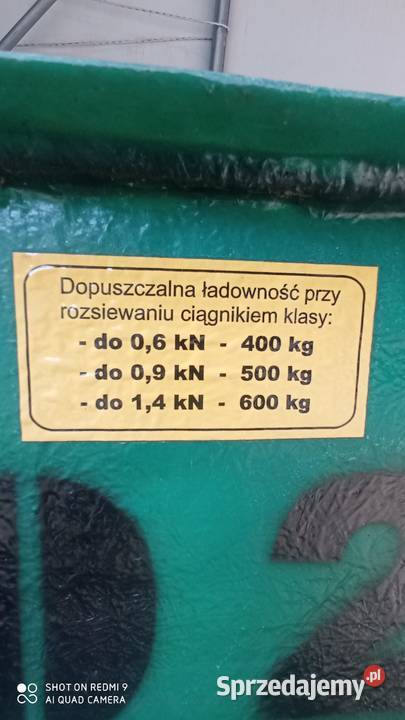 Dopuszczalna ładowność przy
rozsiewaniu ciągnikiem klasy:
- do 0,6 kN - 400 kg
- do 0,9 kN - 500 kg
- do 1,4 kN - 600 kg
D 2
SHOT ON REDMI 9
AI QUAD CAMERA
Sprzedajemy.pl